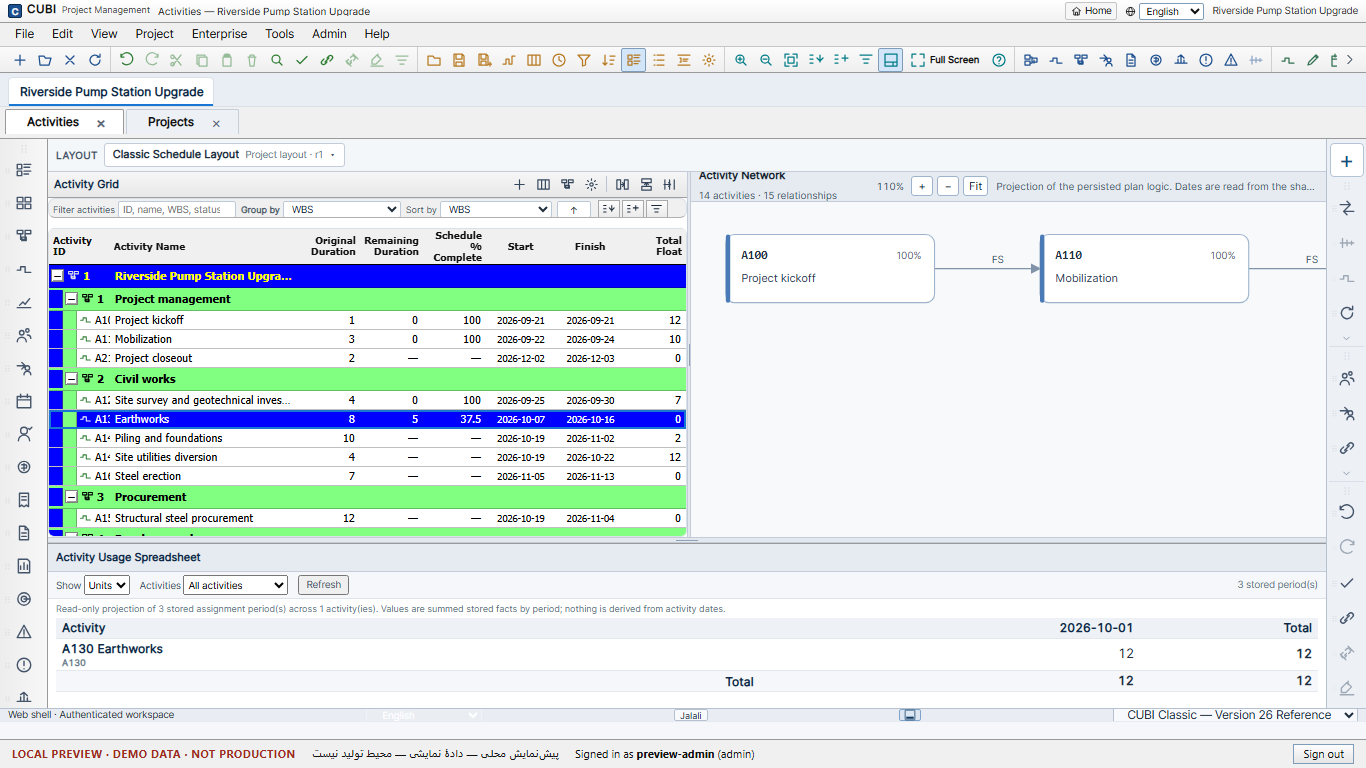 CUBI Project Management Activities — Riverside Pump Station Upgrade Home English Riverside Pump Station Upgrade
File Edit View Project Enterprise Tools Admin Help
Full Screen
Riverside Pump Station Upgrade
Activities Projects
LAYOUT Classic Schedule Layout Project layout · r1
Activity Grid
Filter activities ID, name, WBS, status Group by WBS Sort by WBS
Activity ID Activity Name Original Duration Remaining Duration Schedule % Complete Start Finish Total Float
1 Riverside Pump Station Upgra...
1 Project management
A10 Project kickoff 1 0 100 2026-09-21 2026-09-21 12
A11 Mobilization 3 0 100 2026-09-22 2026-09-24 10
A21 Project closeout 2 — — 2026-12-02 2026-12-03 0
2 Civil works
A12 Site survey and geotechnical inves... 4 0 100 2026-09-25 2026-09-30 7
A13 Earthworks 8 5 37.5 2026-10-07 2026-10-16 0
A14 Piling and foundations 10 — — 2026-10-19 2026-11-02 2
A14 Site utilities diversion 4 — — 2026-10-19 2026-10-22 12
A16 Steel erection 7 — — 2026-11-05 2026-11-13 0
3 Procurement
A15 Structural steel procurement 12 — — 2026-10-19 2026-11-04 0
Activity Network
14 activities · 15 relationships
110% + − Fit Projection of the persisted plan logic. Dates are read from the sha...
A100 100%
Project kickoff
FS
A110 100%
Mobilization
FS
Activity Usage Spreadsheet
Show Units Activities All activities Refresh 3 stored period(s)
Read-only projection of 3 stored assignment period(s) across 1 activity(ies). Values are summed stored facts by period; nothing is derived from activity dates.
Activity 2026-10-01 Total
A130 Earthworks 12 12
A130
Total 12 12
Web shell · Authenticated workspace English Jalali CUBI Classic — Version 26 Reference
LOCAL PREVIEW · DEMO DATA · NOT PRODUCTION پیش‌نمایش محلی — دادهٔ نمایشی — محیط تولید نیست Signed in as preview-admin (admin) Sign out